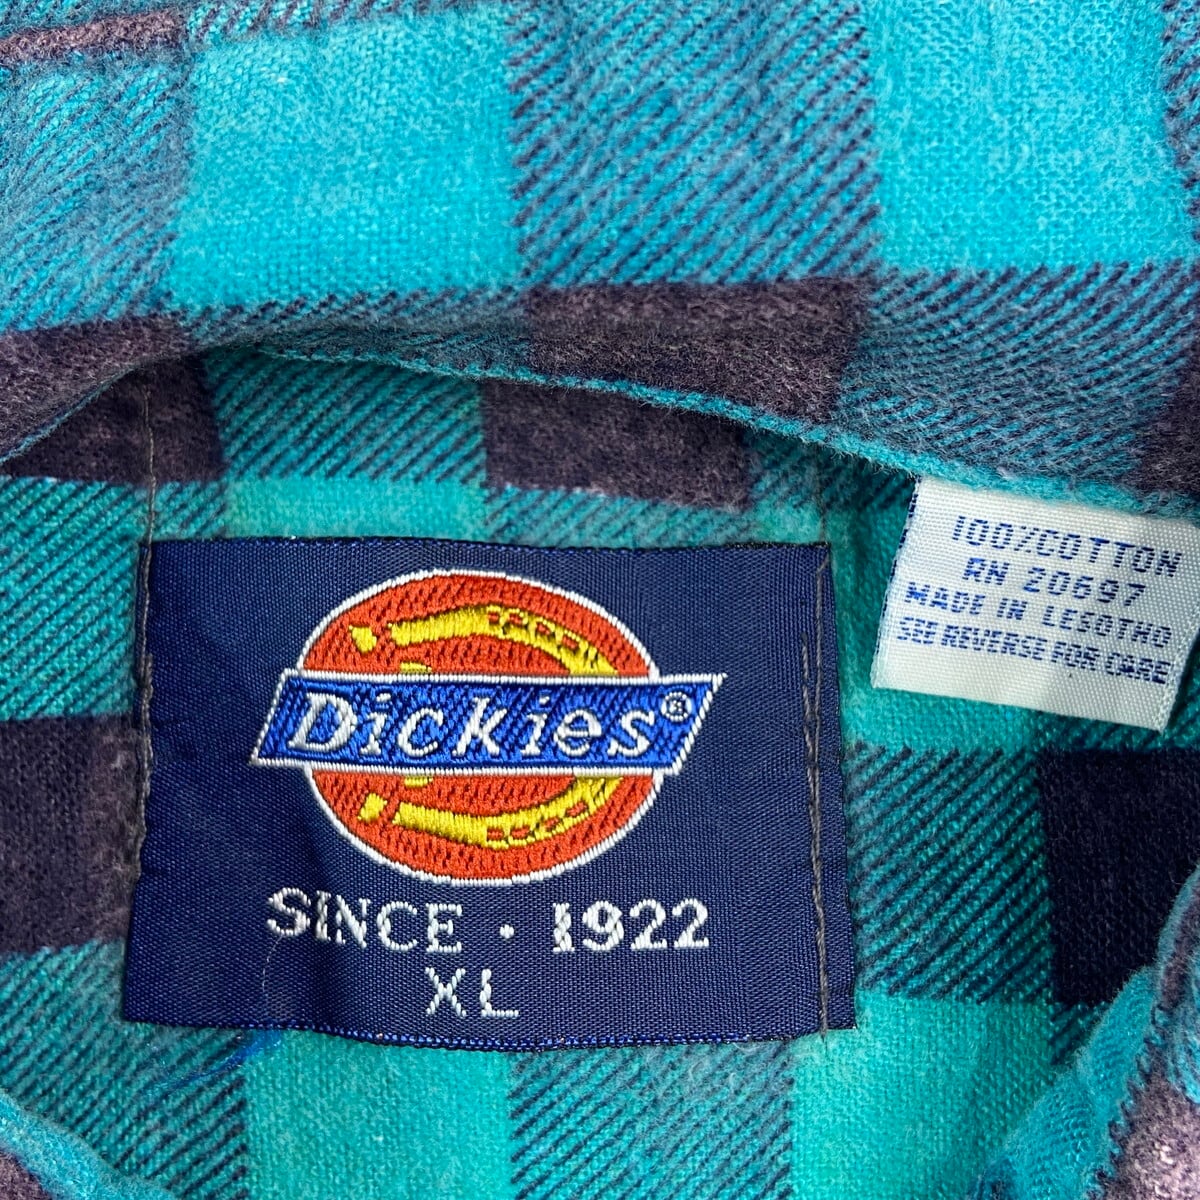 Dickies®
SINCE · 1922
XL
100%COTTON
RN 20697
MADE IN LESOTHO
SEE REVERSE FOR CARE